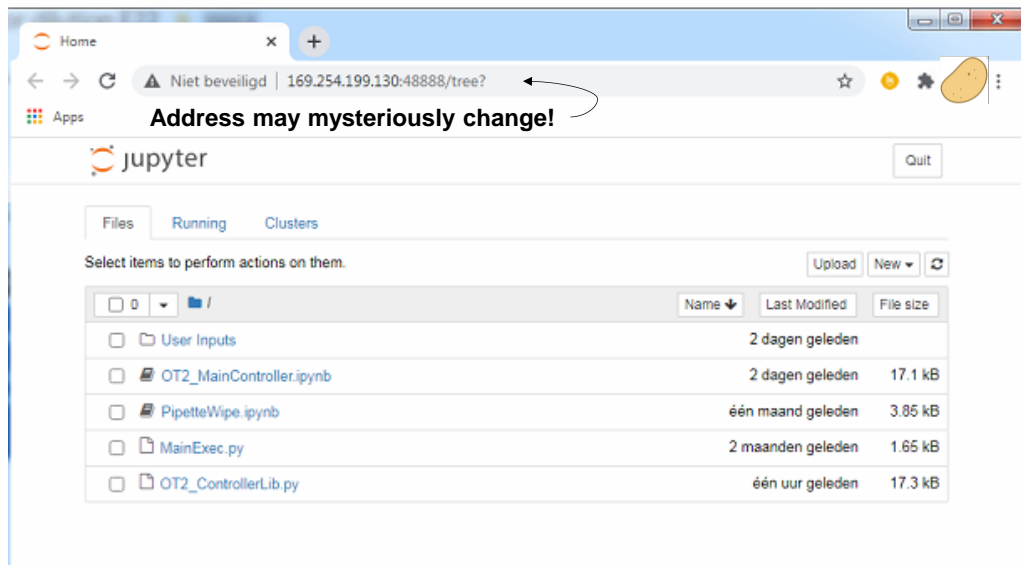 Home
Niet beveiligd | 169.254.199.130:48888/tree?
Apps
Address may mysteriously change!
jupyter
Quit
Files Running Clusters
Select items to perform actions on them.
Upload New
0 /
Name Last Modified File size
User Inputs 2 dagen geleden
OT2_MainController.ipynb 2 dagen geleden 17.1 kB
PipetteWipe.ipynb één maand geleden 3.85 kB
MainExec.py 2 maanden geleden 1.65 kB
OT2_ControllerLib.py één uur geleden 17.3 kB